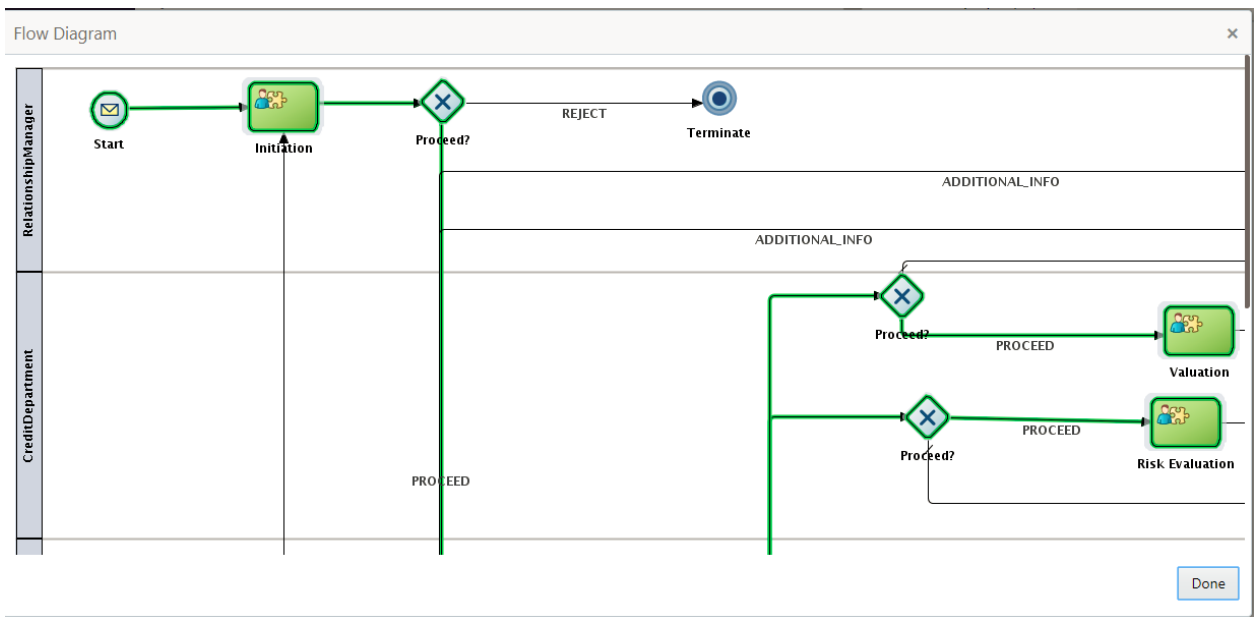 Flow Diagram
×
RelationshipManager
Start
Initiation
Proceed?
REJECT
Terminate
ADDITIONAL_INFO
ADDITIONAL_INFO
CreditDepartment
Proceed?
PROCEED
Valuation
Proceed?
PROCEED
Risk Evaluation
PROCEED
Done